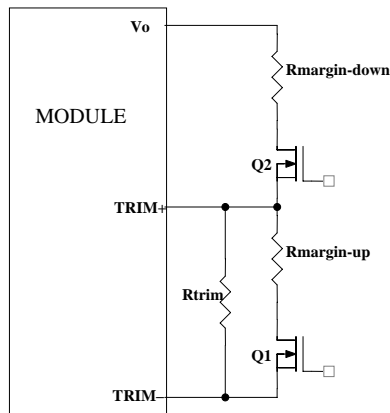 Vo
Rmargin-down
MODULE
Q2
TRIM+
Rmargin-up
Rtrim
Q1
TRIM–